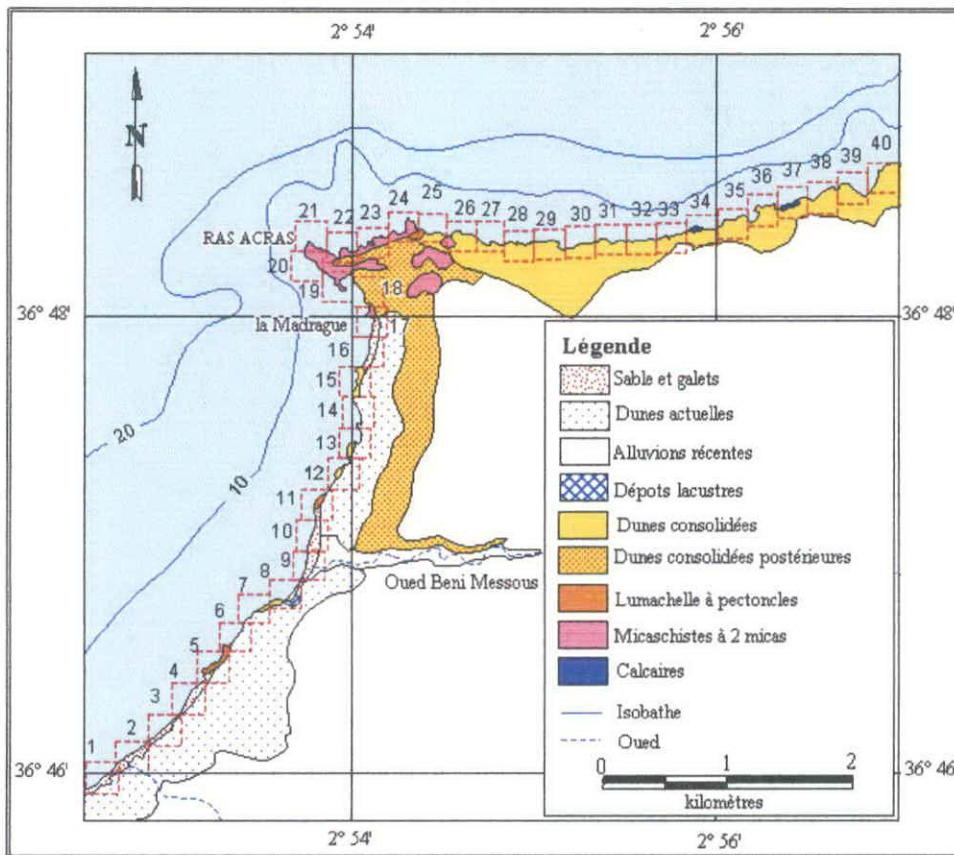 2° 54'
2° 56'
N
40
39
38
37
36
35
34
25
24
23
22
21
26
27
28
29
30
31
32
33
RAS ACRAS
20
19
18
36° 48'
36° 48'
la Madrague
17
16
15
14
13
12
11
10
9
8
7
6
5
4
3
2
1
20
10
Oued Beni Messous
Légende
Sable et galets
Dunes actuelles
Alluvions récentes
Dépots lacustres
Dunes consolidées
Dunes consolidées postérieures
Lumachelle à pectoncles
Micaschistes à 2 micas
Calcaires
Isobathe
Oued
0 1 2
kilomètres
36° 46'
36° 46'
2° 54'
2° 56'